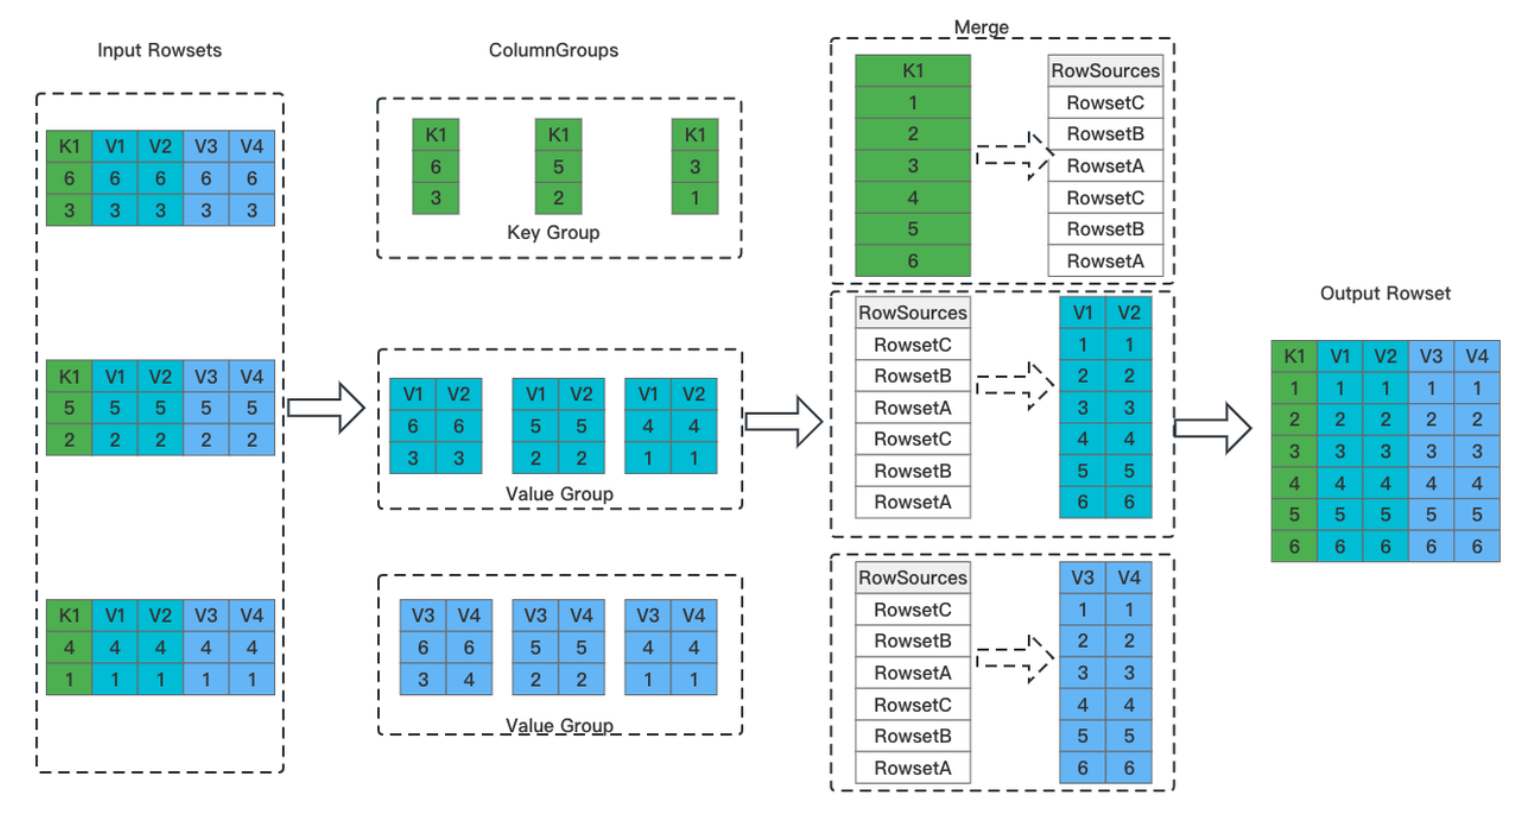 Input Rowsets
K1 V1 V2 V3 V4
6 6 6 6 6
3 3 3 3 3
K1 V1 V2 V3 V4
5 5 5 5 5
2 2 2 2 2
K1 V1 V2 V3 V4
4 4 4 4 4
1 1 1 1 1
ColumnGroups
K1 K1 K1
6 5 3
3 2 1
Key Group
V1 V2 V1 V2 V1 V2
6 6 5 5 4 4
3 3 2 2 1 1
Value Group
V3 V4 V3 V4 V3 V4
6 6 5 5 4 4
3 4 2 2 1 1
Value Group
Merge
K1 RowSources
1 RowsetC
2 RowsetB
3 RowsetA
4 RowsetC
5 RowsetB
6 RowsetA
RowSources V1 V2
RowsetC 1 1
RowsetB 2 2
RowsetA 3 3
RowsetC 4 4
RowsetB 5 5
RowsetA 6 6
RowSources V3 V4
RowsetC 1 1
RowsetB 2 2
RowsetA 3 3
RowsetC 4 4
RowsetB 5 5
RowsetA 6 6
Output Rowset
K1 V1 V2 V3 V4
1 1 1 1 1
2 2 2 2 2
3 3 3 3 3
4 4 4 4 4
5 5 5 5 5
6 6 6 6 6